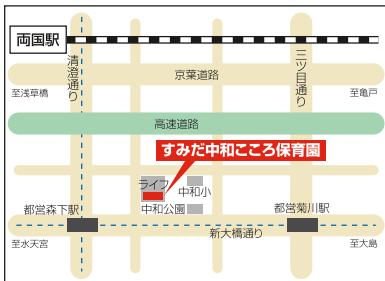 両国駅
清澄通り
三ツ目通り
京葉道路
至浅草橋
至亀戸
高速道路
すみだ中和こころ保育園
ライフ
中和小
都営森下駅
中和公園
都営菊川駅
新大橋通り
至水天宮
至大島